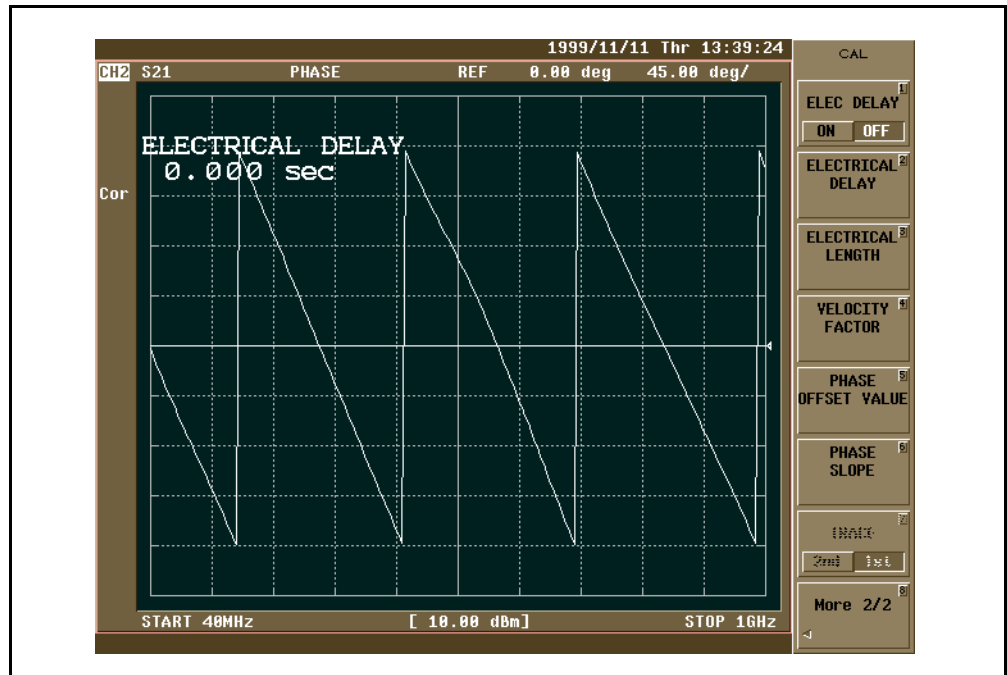 1999/11/11 Thr 13:39:24
CH2 S21 PHASE REF 0.00 deg 45.00 deg/
ELECTRICAL DELAY
0.000 sec
Cor
START 40MHz [ 10.00 dBm] STOP 1GHz
CAL
1
ELEC DELAY
ON OFF
2
ELECTRICAL
DELAY
3
ELECTRICAL
LENGTH
4
VELOCITY
FACTOR
5
PHASE
OFFSET VALUE
6
PHASE
SLOPE
7
2nd 1st
8
More 2/2